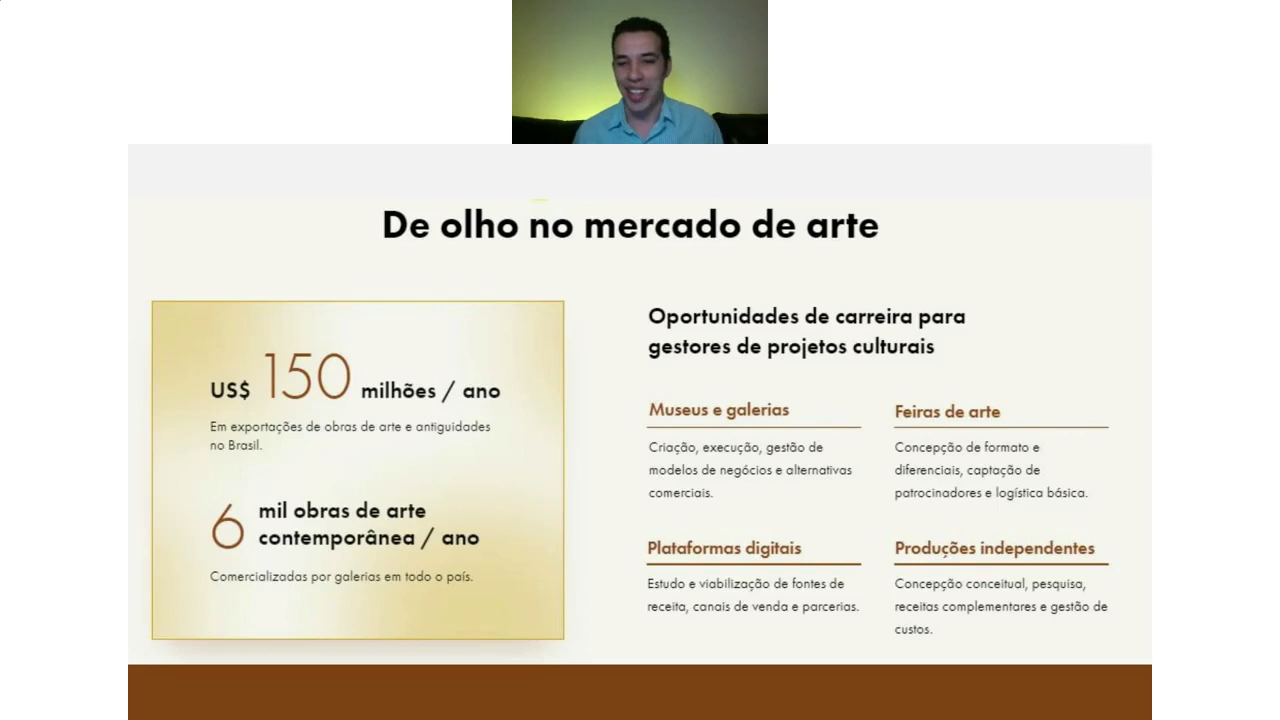 De olho no mercado de arte
US$ 150 milhões / ano
Em exportações de obras de arte e antiguidades
no Brasil.
6 mil obras de arte
contemporânea / ano
Comercializadas por galerias em todo o país.
Oportunidades de carreira para
gestores de projetos culturais
Museus e galerias
Criação, execução, gestão de
modelos de negócios e alternativas
comerciais.
Feiras de arte
Concepção de formato e
diferenciais, captação de
patrocinadores e logística básica.
Plataformas digitais
Estudo e viabilização de fontes de
receita, canais de venda e parcerias.
Produções independentes
Concepção conceitual, pesquisa,
receitas complementares e gestão de
custos.